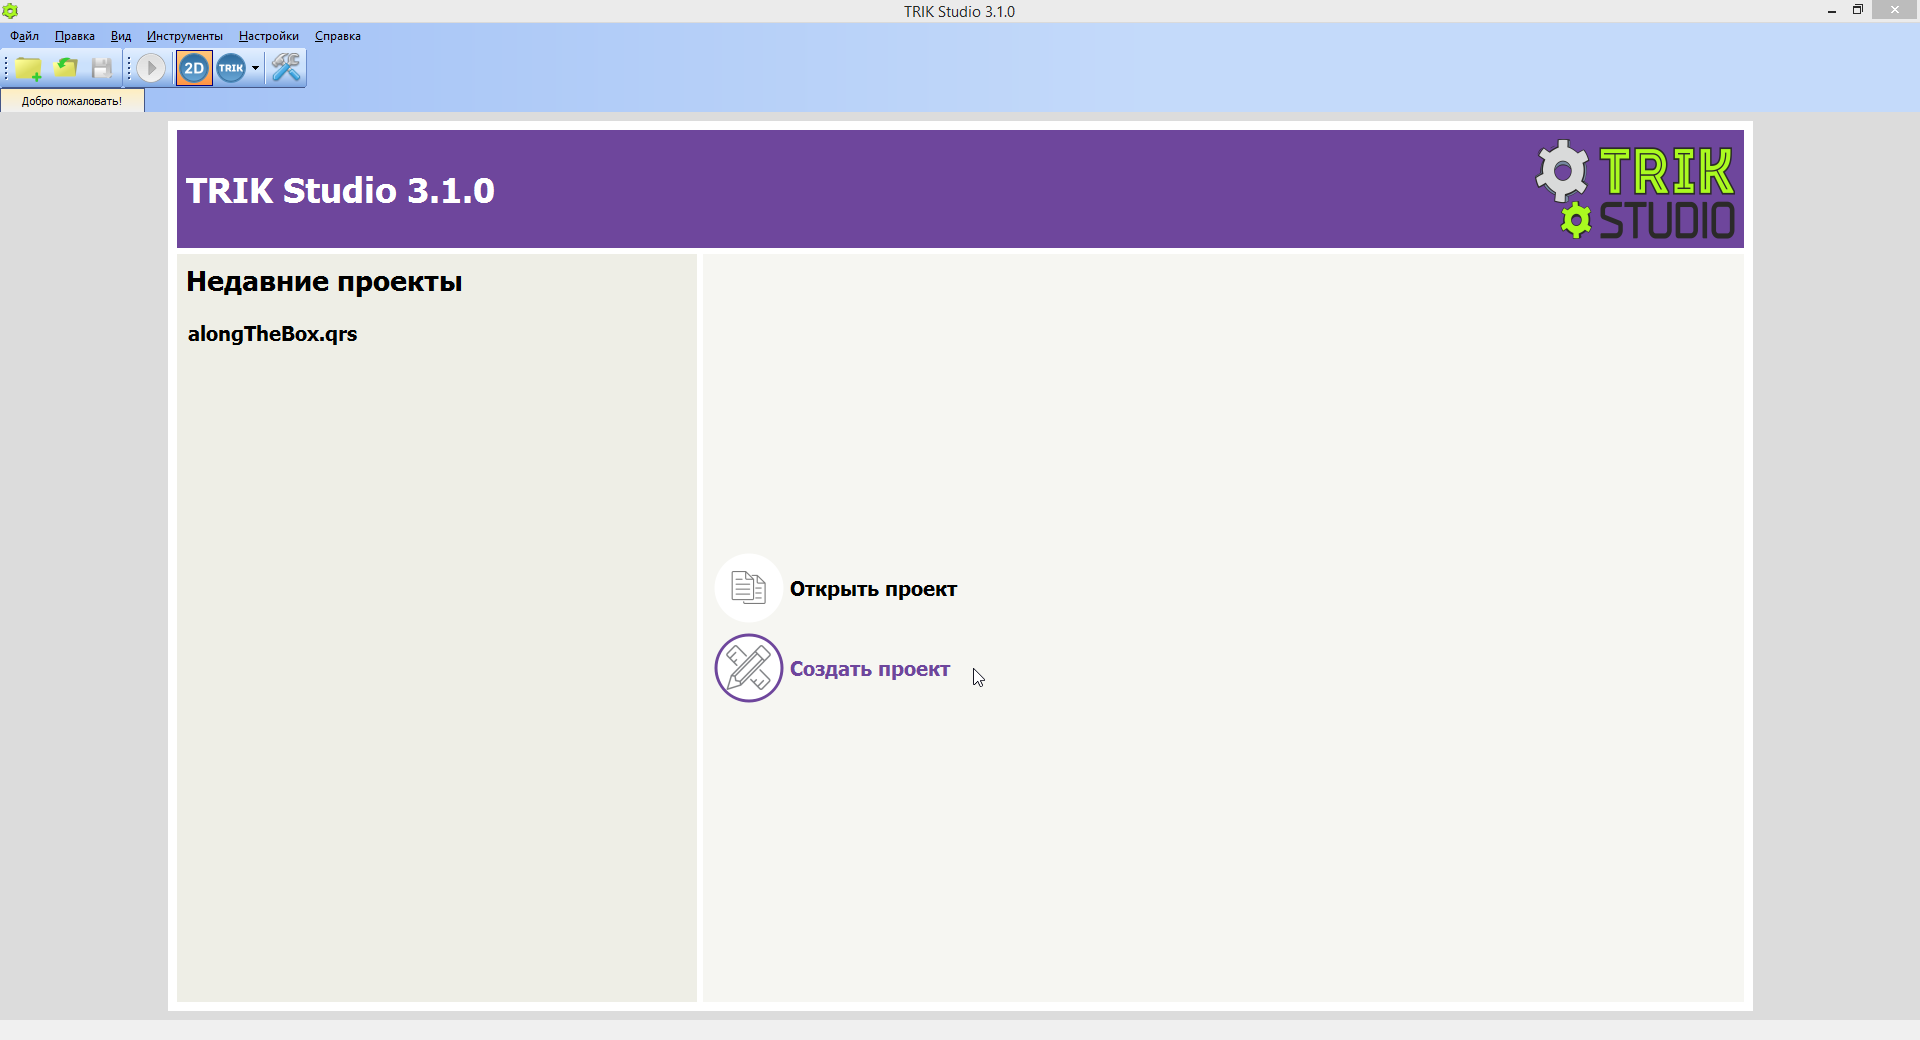 TRIK Studio 3.1.0
Файл Правка Вид Инструменты Настройки Справка
2D TRIK
Добро пожаловать!
TRIK Studio 3.1.0
TRIK
STUDIO
Недавние проекты
alongTheBox.qrs
Открыть проект
Создать проект